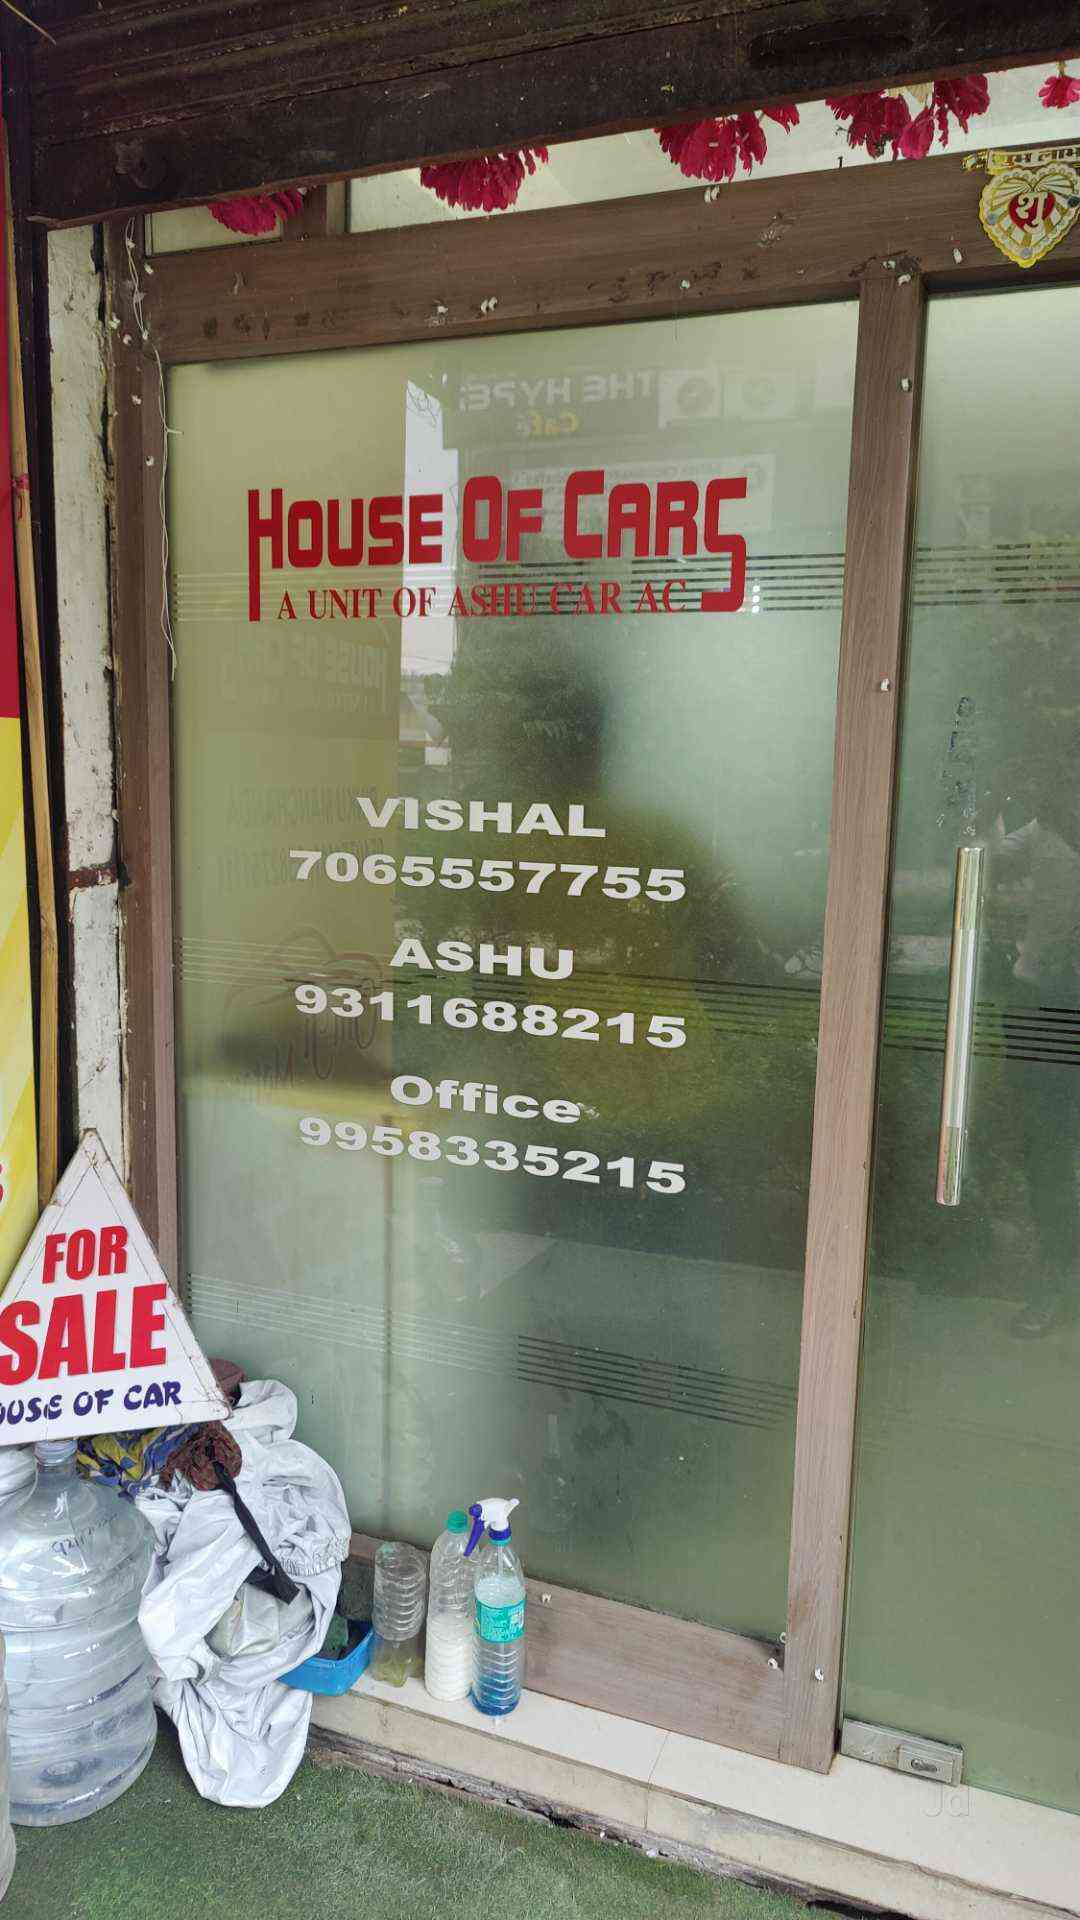 शुभ लाभ
शु
THE HYPE
Cafe
HOUSE OF CARS
A UNIT OF ASHU CAR AC
VISHAL
7065557755
ASHU
9311688215
Office
9958335215
FOR
SALE
OUSE OF CAR
Jd